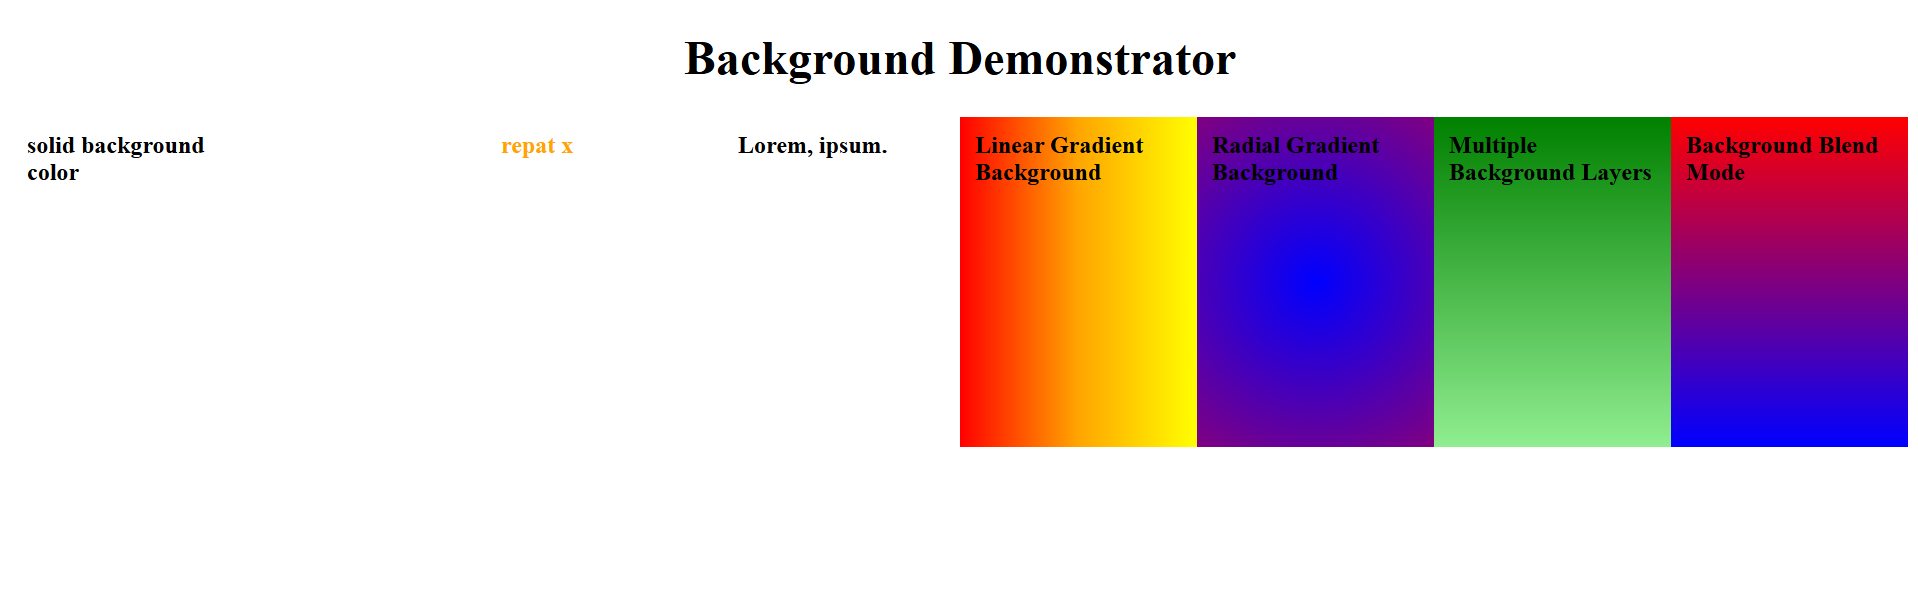 Background Demonstrator
solid background
color
repat x
Lorem, ipsum.
Linear Gradient
Background
Radial Gradient
Background
Multiple
Background Layers
Background Blend
Mode